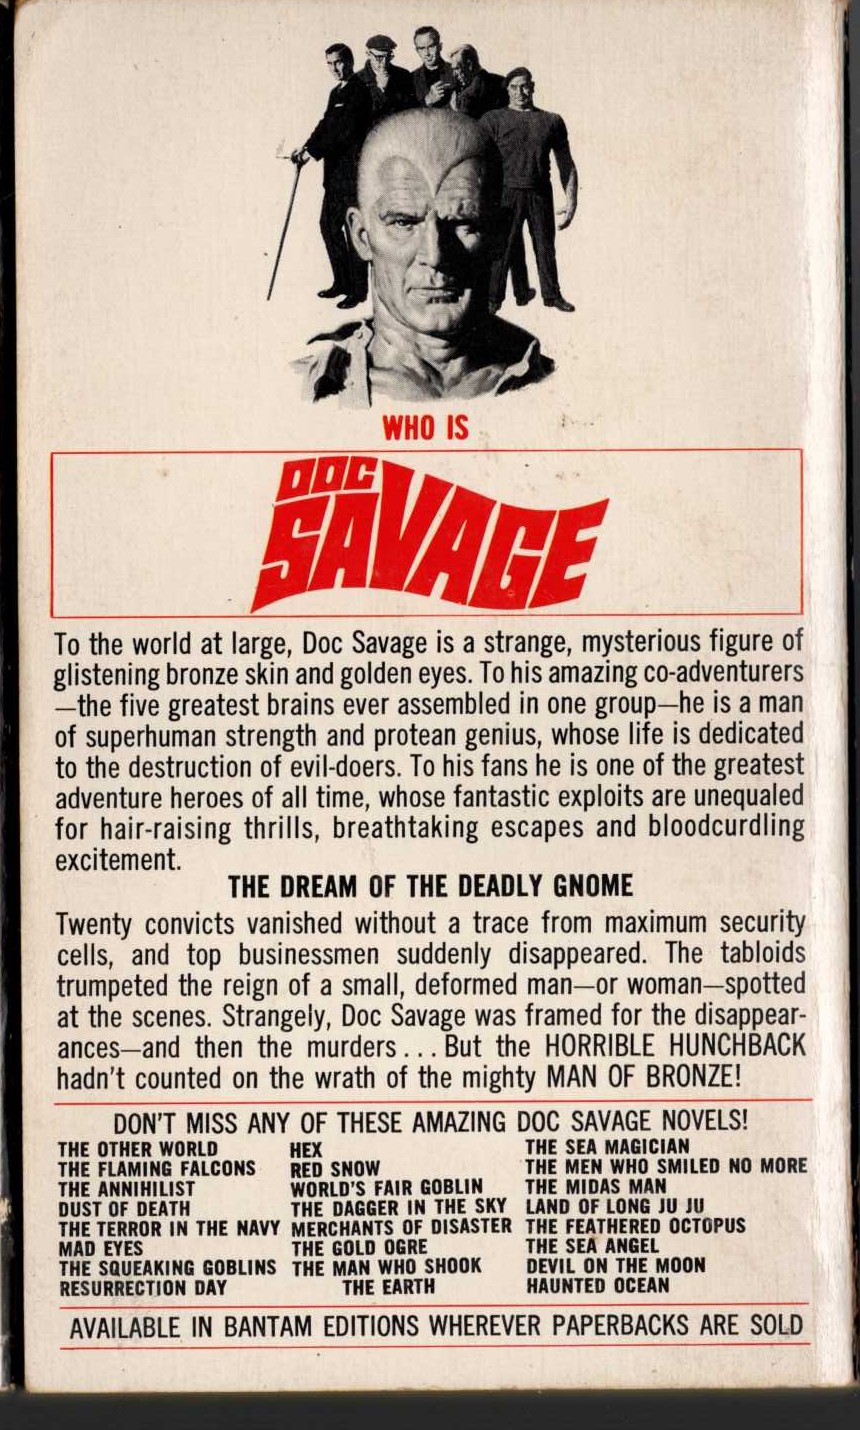 WHO IS
DOC
SAVAGE
To the world at large, Doc Savage is a strange, mysterious figure of
glistening bronze skin and golden eyes. To his amazing co-adventurers
—the five greatest brains ever assembled in one group—he is a man
of superhuman strength and protean genius, whose life is dedicated
to the destruction of evil-doers. To his fans he is one of the greatest
adventure heroes of all time, whose fantastic exploits are unequaled
for hair-raising thrills, breathtaking escapes and bloodcurdling
excitement.
THE DREAM OF THE DEADLY GNOME
Twenty convicts vanished without a trace from maximum security
cells, and top businessmen suddenly disappeared. The tabloids
trumpeted the reign of a small, deformed man—or woman—spotted
at the scenes. Strangely, Doc Savage was framed for the disappear-
ances—and then the murders... But the HORRIBLE HUNCHBACK
hadn't counted on the wrath of the mighty MAN OF BRONZE!
DON'T MISS ANY OF THESE AMAZING DOC SAVAGE NOVELS!
THE OTHER WORLD
THE FLAMING FALCONS
THE ANNIHILIST
DUST OF DEATH
THE TERROR IN THE NAVY
MAD EYES
THE SQUEAKING GOBLINS
RESURRECTION DAY
HEX
RED SNOW
WORLD'S FAIR GOBLIN
THE DAGGER IN THE SKY
MERCHANTS OF DISASTER
THE GOLD OGRE
THE MAN WHO SHOOK
THE EARTH
THE SEA MAGICIAN
THE MEN WHO SMILED NO MORE
THE MIDAS MAN
LAND OF LONG JU JU
THE FEATHERED OCTOPUS
THE SEA ANGEL
DEVIL ON THE MOON
HAUNTED OCEAN
AVAILABLE IN BANTAM EDITIONS WHEREVER PAPERBACKS ARE SOLD